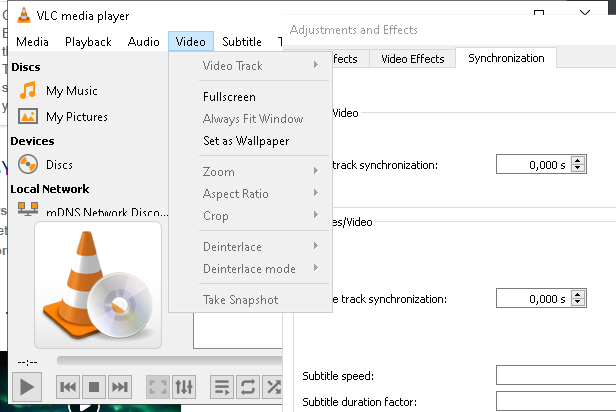 VLC media player
Media Playback Audio Video Subtitle T
Discs
My Music
My Pictures
Devices
Discs
Local Network
mDNS Network Disco...
--:--
Video Track
Fullscreen
Always Fit Window
Set as Wallpaper
Zoom
Aspect Ratio
Crop
Deinterlace
Deinterlace mode
Take Snapshot
Adjustments and Effects
ffects Video Effects Synchronization
/Video
track synchronization: 0,000 s
es/Video
e track synchronization: 0,000 s
Subtitle speed:
Subtitle duration factor: